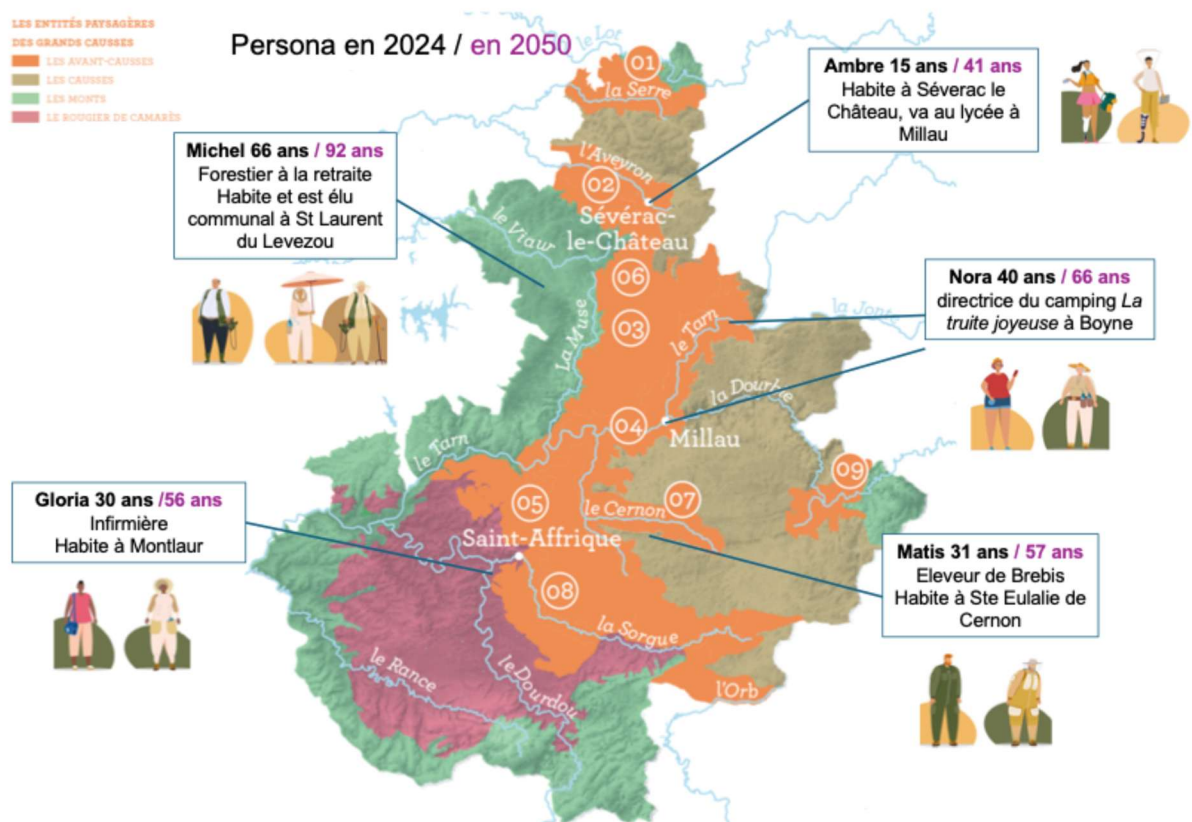 LES ENTITÉS PAYSAGÈRES
DES GRANDS CAUSSES
LES AVANT-CAUSSES
LES CAUSSES
LES MONTS
LE ROUGIER DE CAMARÈS
Persona en 2024 / en 2050
le Lot
01
la Serre
Ambre 15 ans / 41 ans
Habite à Séverac le
Château, va au lycée à
Millau
Michel 66 ans / 92 ans
Forestier à la retraite
Habite et est élu
communal à St Laurent
du Levezou
l'Aveyron
02
Sévérac-
le-Château
le Viaur
06
Nora 40 ans / 66 ans
directrice du camping La
truite joyeuse à Boyne
la Jont
03
La Muse
le Tarn
la Dourbie
04
Millau
le Tarn
09
Gloria 30 ans /56 ans
Infirmière
Habite à Montlaur
05
07
le Cernon
Saint-Affrique
Matis 31 ans / 57 ans
Eleveur de Brebis
Habite à Ste Eulalie de
Cernon
08
la Sorgue
le Rance
le Dourdou
l'Orb